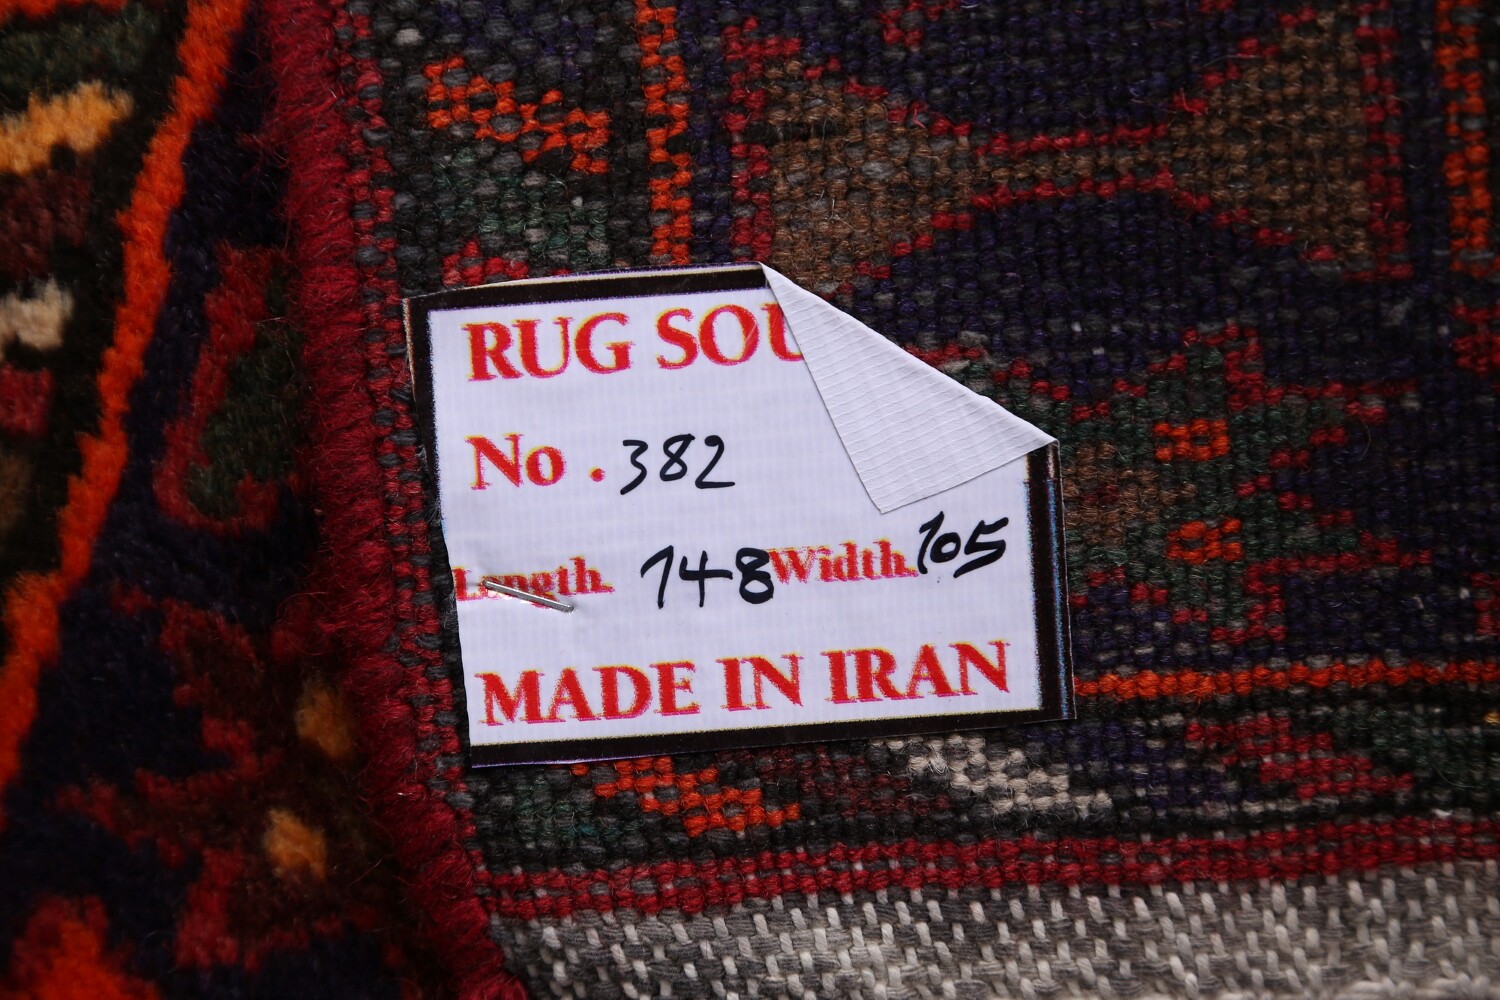 RUG SOU
No. 382
Length. 148 Width. 105
MADE IN IRAN